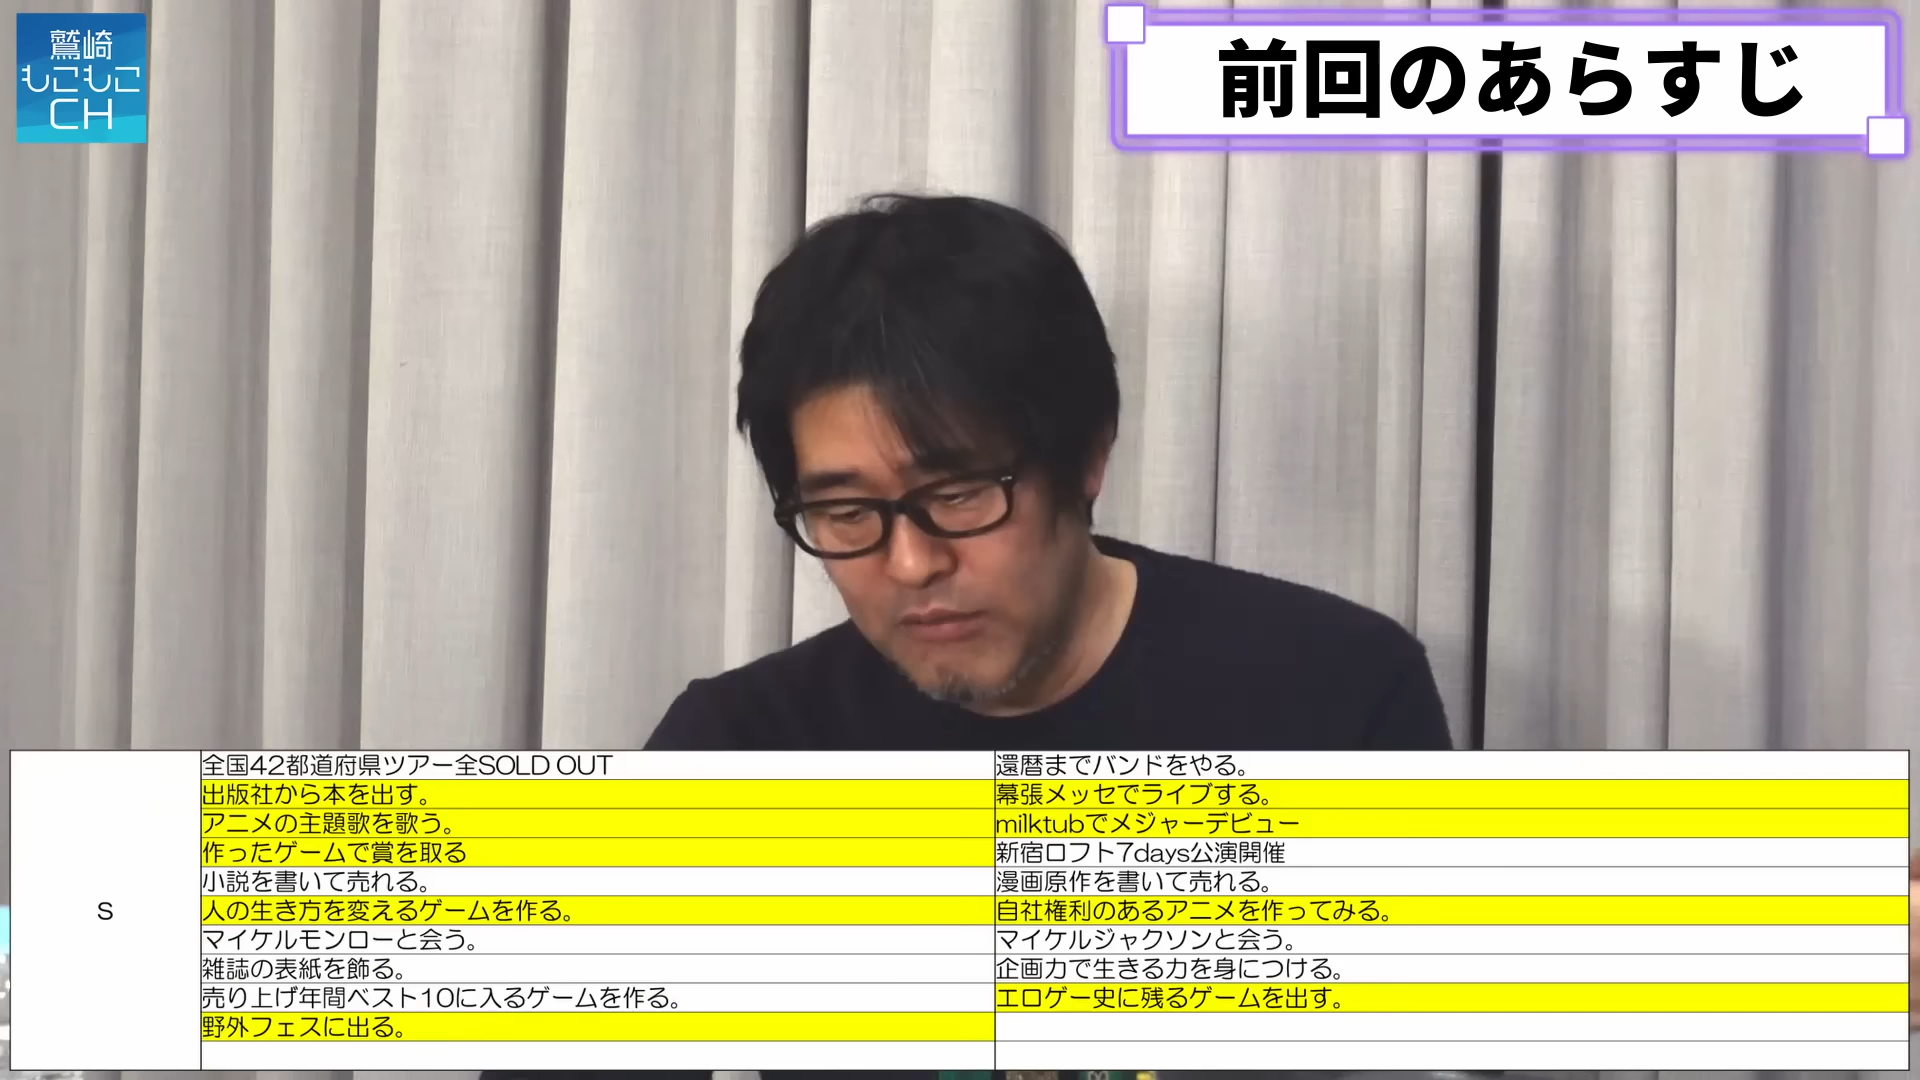 鷲崎
もこもこ
CH
前回のあらすじ
S
全国42都道府県ツアー全SOLD OUT
還暦までバンドをやる。
出版社から本を出す。
幕張メッセでライブする。
アニメの主題歌を歌う。
milktubでメジャーデビュー
作ったゲームで賞を取る
新宿ロフト7days公演開催
小説を書いて売れる。
漫画原作を書いて売れる。
人の生き方を変えるゲームを作る。
自社権利のあるアニメを作ってみる。
マイケルモンローと会う。
マイケルジャクソンと会う。
雑誌の表紙を飾る。
企画力で生きる力を身につける。
売り上げ年間ベスト10に入るゲームを作る。
エロゲー史に残るゲームを出す。
野外フェスに出る。